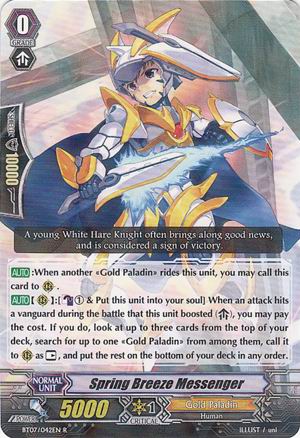 0
GRADE
SHIELD
10000
A young White Hare Knight often brings along good news,
and is considered a sign of victory.
AUTO:When another «Gold Paladin» rides this unit, you may call this
card to .
AUTO :[ 1 & Put this unit into your soul] When an attack hits
a vanguard during the battle that this unit boosted ( ), you may pay
the cost. If you do, look at up to three cards from the top of your
deck, search for up to one «Gold Paladin» from among them, call it
to as , and put the rest on the bottom of your deck in any order.
NORMAL
UNIT
Spring Breeze Messenger
POWER
5000
1
CRITICAL
Gold Paladin
Human
BT07/042EN R
ILLUST / uni